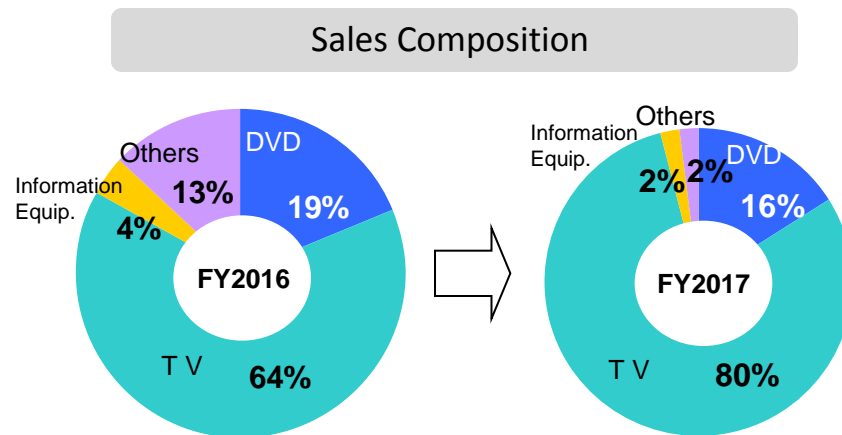 Sales Composition
Others
DVD
Information
Equip.
13%
4%
19%
FY2016
T V
64%
Others
Information
Equip.
DVD
2%
2%
16%
FY2017
T V
80%